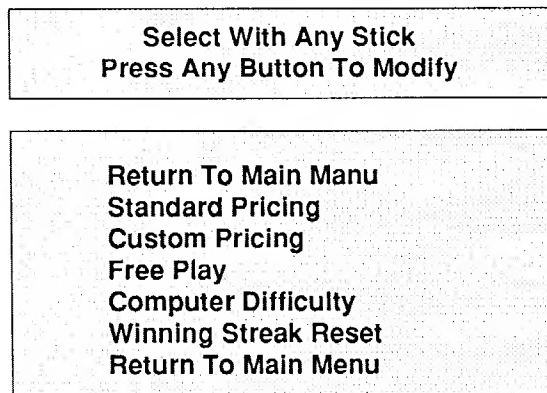 Select With Any Stick
Press Any Button To Modify
Return To Main Manu
Standard Pricing
Custom Pricing
Free Play
Computer Difficulty
Winning Streak Reset
Return To Main Menu